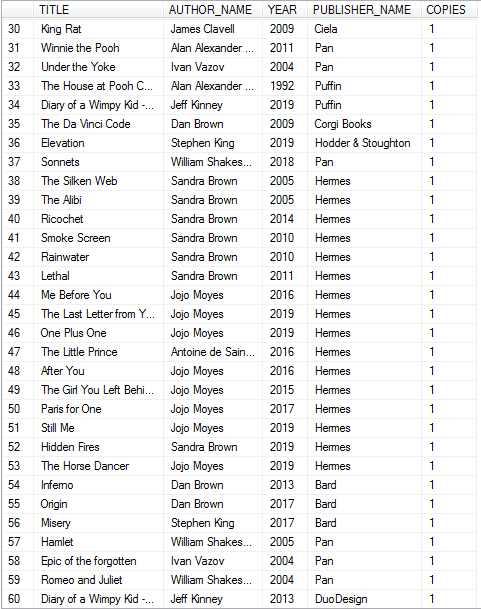 TITLE AUTHOR_NAME YEAR PUBLISHER_NAME COPIES
30 King Rat James Clavell 2009 Ciela 1
31 Winnie the Pooh Alan Alexander ... 2011 Pan 1
32 Under the Yoke Ivan Vazov 2004 Pan 1
33 The House at Pooh C... Alan Alexander ... 1992 Puffin 1
34 Diary of a Wimpy Kid -... Jeff Kinney 2019 Puffin 1
35 The Da Vinci Code Dan Brown 2009 Corgi Books 1
36 Elevation Stephen King 2019 Hodder & Stoughton 1
37 Sonnets William Shakes... 2018 Pan 1
38 The Silken Web Sandra Brown 2005 Hermes 1
39 The Alibi Sandra Brown 2005 Hermes 1
40 Ricochet Sandra Brown 2014 Hermes 1
41 Smoke Screen Sandra Brown 2010 Hermes 1
42 Rainwater Sandra Brown 2010 Hermes 1
43 Lethal Sandra Brown 2011 Hermes 1
44 Me Before You Jojo Moyes 2016 Hermes 1
45 The Last Letter from Y... Jojo Moyes 2019 Hermes 1
46 One Plus One Jojo Moyes 2019 Hermes 1
47 The Little Prince Antoine de Sain... 2016 Hermes 1
48 After You Jojo Moyes 2016 Hermes 1
49 The Girl You Left Behi... Jojo Moyes 2015 Hermes 1
50 Paris for One Jojo Moyes 2017 Hermes 1
51 Still Me Jojo Moyes 2019 Hermes 1
52 Hidden Fires Sandra Brown 2019 Hermes 1
53 The Horse Dancer Jojo Moyes 2019 Hermes 1
54 Inferno Dan Brown 2013 Bard 1
55 Origin Dan Brown 2017 Bard 1
56 Misery Stephen King 2017 Bard 1
57 Hamlet William Shakes... 2005 Pan 1
58 Epic of the forgotten Ivan Vazov 2004 Pan 1
59 Romeo and Juliet William Shakes... 2004 Pan 1
60 Diary of a Wimpy Kid -... Jeff Kinney 2013 DuoDesign 1